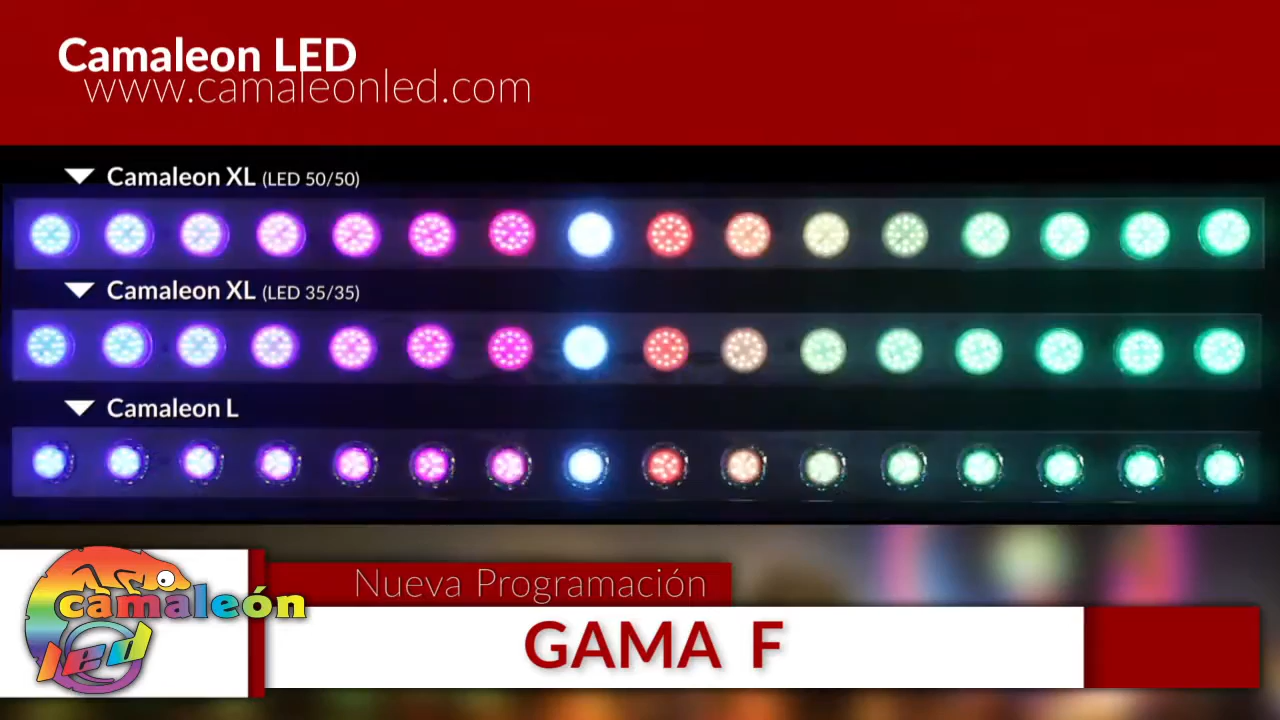 Camaleon LED
www.camaleonled.com
Camaleon XL (LED 50/50)
Camaleon XL (LED 35/35)
Camaleon L
camaleón
led
Nueva Programación
GAMA F